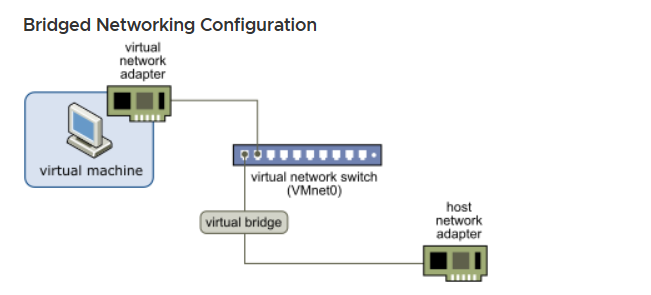 Bridged Networking Configuration
virtual
network
adapter
virtual machine
virtual network switch
(VMnet0)
virtual bridge
host
network
adapter